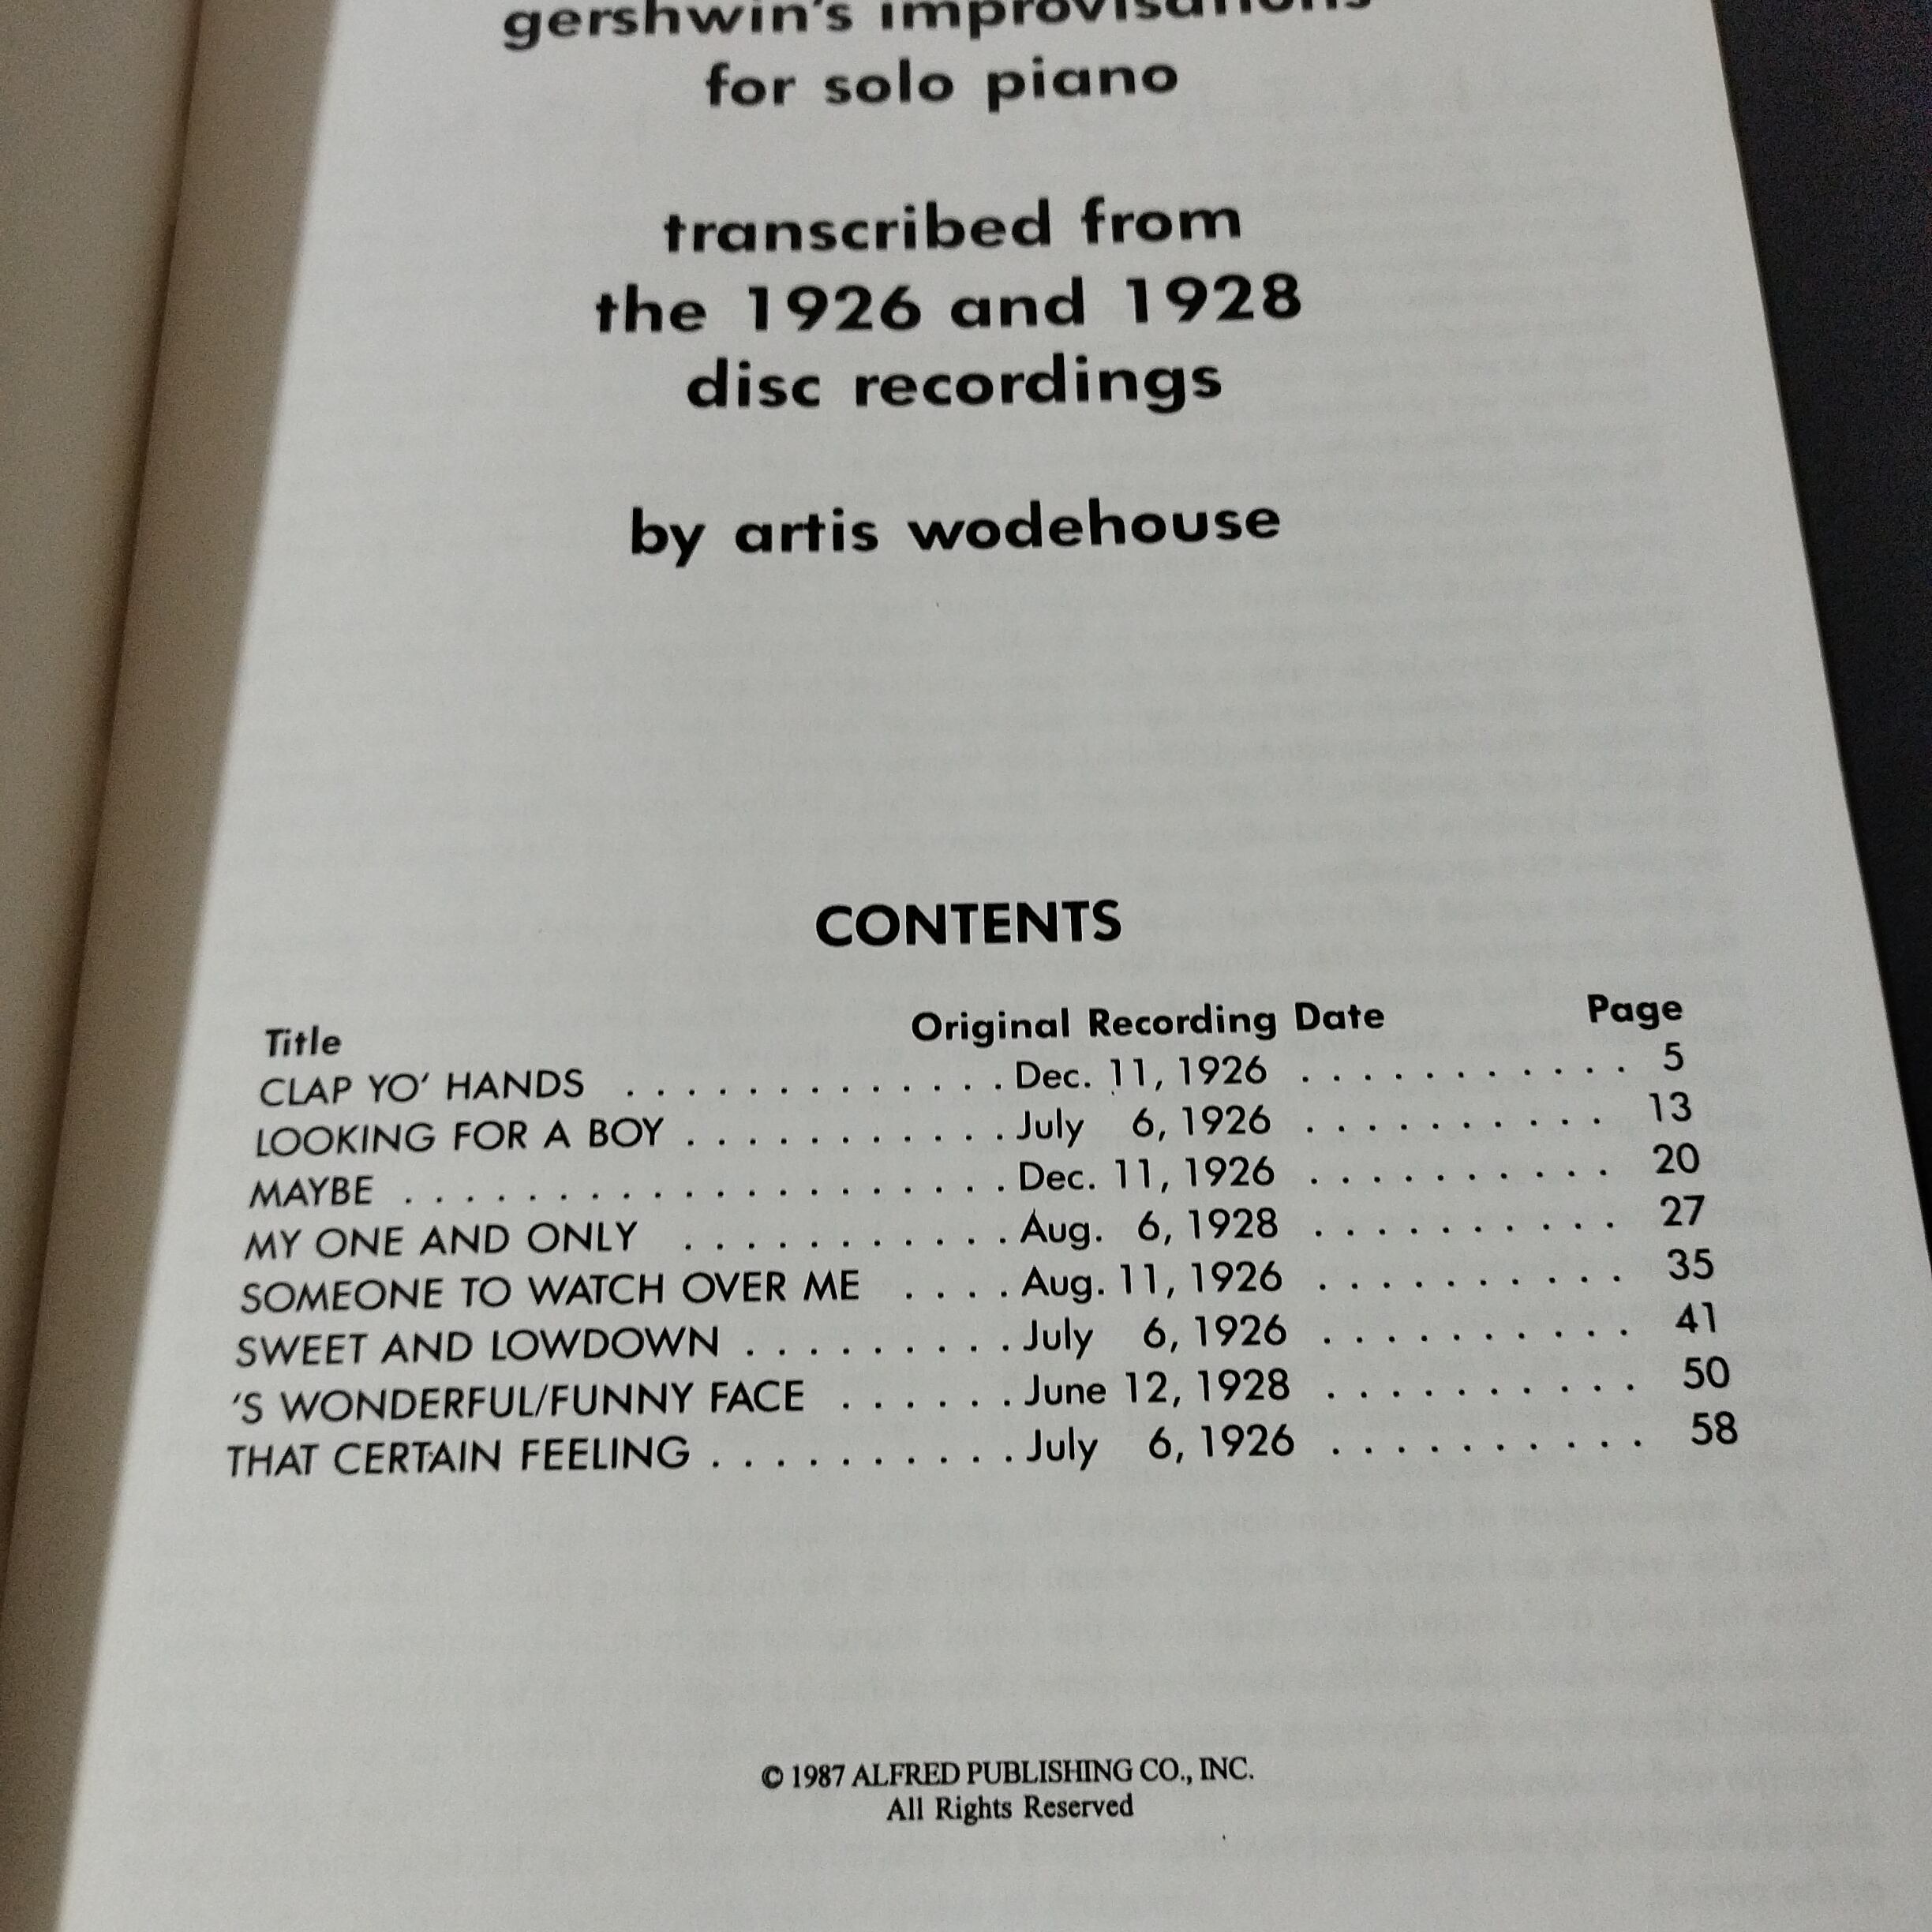 gershwin's improvisations
for solo piano
transcribed from
the 1926 and 1928
disc recordings
by artis wodehouse
CONTENTS
Title Original Recording Date Page
CLAP YO' HANDS . . . . . . . . . . . . . Dec. 11, 1926 . . . . . . . . . . . 5
LOOKING FOR A BOY . . . . . . . . . . . July 6, 1926 . . . . . . . . . . 13
MAYBE . . . . . . . . . . . . . . . . . . . . Dec. 11, 1926 . . . . . . . . . . 20
MY ONE AND ONLY . . . . . . . . . . . Aug. 6, 1928 . . . . . . . . . . 27
SOMEONE TO WATCH OVER ME . . . . Aug. 11, 1926 . . . . . . . . . . 35
SWEET AND LOWDOWN . . . . . . . . . July 6, 1926 . . . . . . . . . . 41
'S WONDERFUL/FUNNY FACE . . . . . . June 12, 1928 . . . . . . . . . . 50
THAT CERTAIN FEELING . . . . . . . . . . July 6, 1926 . . . . . . . . . . 58
© 1987 ALFRED PUBLISHING CO., INC.
All Rights Reserved